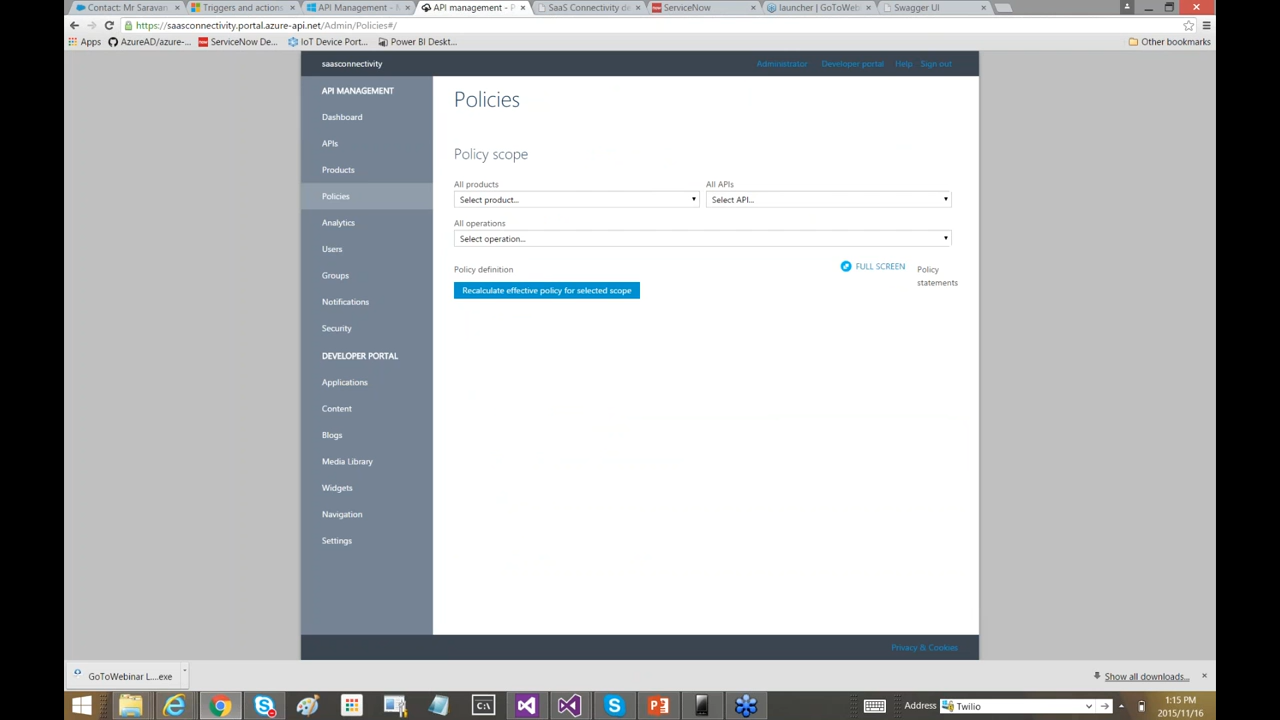 Contact: Mr Saravan
Triggers and actions
API Management - M
API management - P
SaaS Connectivity de
ServiceNow
launcher | GoToWebi
Swagger UI
https://saasconnectivity.portal.azure-api.net/Admin/Policies#/
Apps
AzureAD/azure-...
ServiceNow De...
IoT Device Port...
Power BI Deskt...
Other bookmarks
saasconnectivity
Administrator
Developer portal
Help
Sign out
API MANAGEMENT
Dashboard
APIs
Products
Policies
Analytics
Users
Groups
Notifications
Security
DEVELOPER PORTAL
Applications
Content
Blogs
Media Library
Widgets
Navigation
Settings
Policies
Policy scope
All products
All APIs
Select product...
Select API...
All operations
Select operation...
Policy definition
FULL SCREEN
Policy
statements
Recalculate effective policy for selected scope
Privacy & Cookies
GoToWebinar L....exe
Show all downloads...
Address
Twilio
1:15 PM
2015/11/16